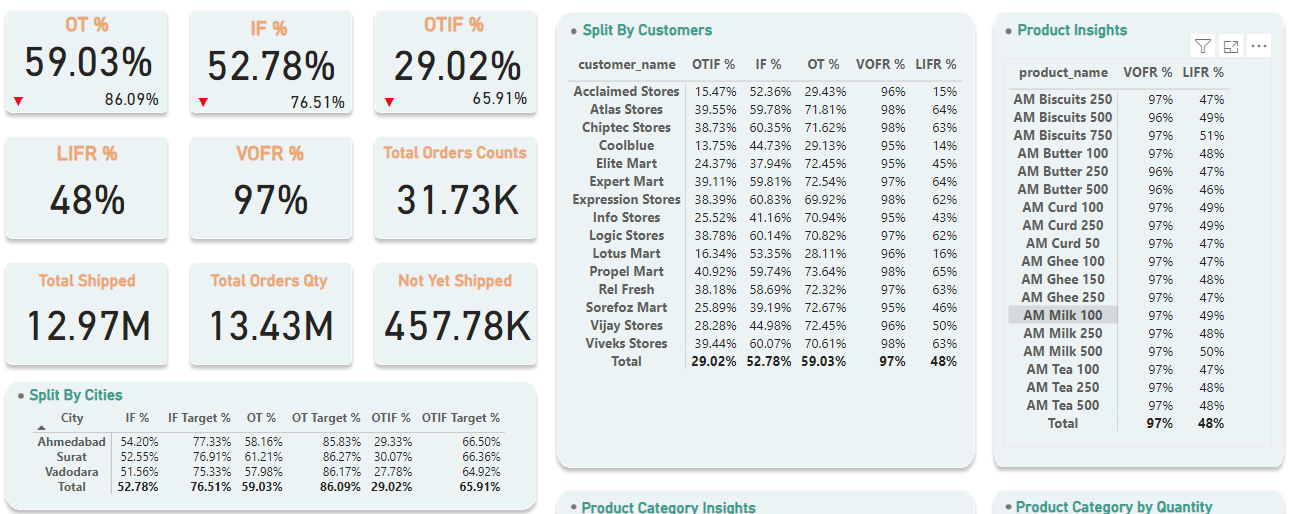 OT %
59.03%
86.09%
IF %
52.78%
76.51%
OTIF %
29.02%
65.91%
LIFR %
48%
VOFR %
97%
Total Orders Counts
31.73K
Total Shipped
12.97M
Total Orders Qty
13.43M
Not Yet Shipped
457.78K
Split By Cities
City IF % IF Target % OT % OT Target % OTIF % OTIF Target %
Ahmedabad 54.20% 77.33% 58.16% 85.83% 29.33% 66.50%
Surat 52.55% 76.91% 61.21% 86.27% 30.07% 66.36%
Vadodara 51.56% 75.33% 57.98% 86.17% 27.78% 64.92%
Total 52.78% 76.51% 59.03% 86.09% 29.02% 65.91%
Split By Customers
customer_name OTIF % IF % OT % VOFR % LIFR %
Acclaimed Stores 15.47% 52.36% 29.43% 96% 15%
Atlas Stores 39.55% 59.78% 71.81% 98% 64%
Chiptec Stores 38.73% 60.35% 71.62% 98% 63%
Coolblue 13.75% 44.73% 29.13% 95% 14%
Elite Mart 24.37% 37.94% 72.45% 95% 45%
Expert Mart 39.11% 59.81% 72.54% 97% 64%
Expression Stores 38.39% 60.83% 69.92% 98% 62%
Info Stores 25.52% 41.16% 70.94% 95% 43%
Logic Stores 38.78% 60.14% 70.82% 97% 62%
Lotus Mart 16.34% 53.35% 28.11% 96% 16%
Propel Mart 40.92% 59.74% 73.64% 98% 65%
Rel Fresh 38.18% 58.69% 72.32% 97% 63%
Sorefoz Mart 25.89% 39.19% 72.67% 95% 46%
Vijay Stores 28.28% 44.98% 72.45% 96% 50%
Viveks Stores 39.44% 60.07% 70.61% 98% 63%
Total 29.02% 52.78% 59.03% 97% 48%
Product Insights
product_name VOFR % LIFR %
AM Biscuits 250 97% 47%
AM Biscuits 500 96% 49%
AM Biscuits 750 97% 51%
AM Butter 100 97% 48%
AM Butter 250 96% 47%
AM Butter 500 96% 46%
AM Curd 100 97% 49%
AM Curd 250 97% 49%
AM Curd 50 97% 47%
AM Ghee 100 97% 47%
AM Ghee 150 97% 48%
AM Ghee 250 97% 47%
AM Milk 100 97% 49%
AM Milk 250 97% 48%
AM Milk 500 97% 50%
AM Tea 100 97% 47%
AM Tea 250 97% 48%
AM Tea 500 97% 48%
Total 97% 48%
Product Category Insights
Product Category by Quantity